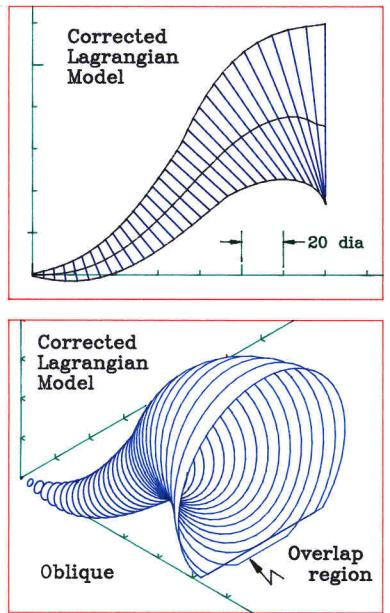 Corrected
Lagrangian
Model
20 dia
Corrected
Lagrangian
Model
Oblique
Overlap
region